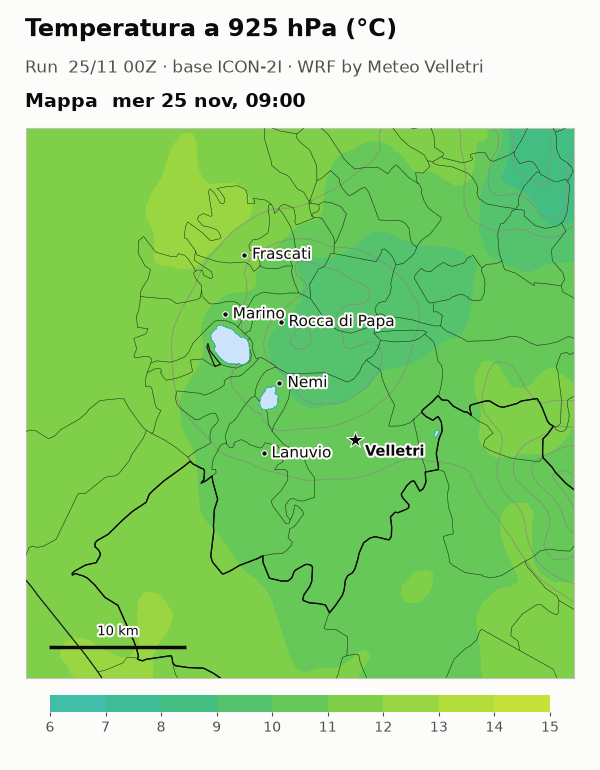 Temperatura a 925 hPa (°C)
Run  25/11 00Z · base ICON-2I · WRF by Meteo Velletri
Mappa  mer 25 nov, 09:00
Frascati
Marino
Rocca di Papa
Nemi
Velletri
Lanuvio
10 km
6 7 8 9 10 11 12 13 14 15